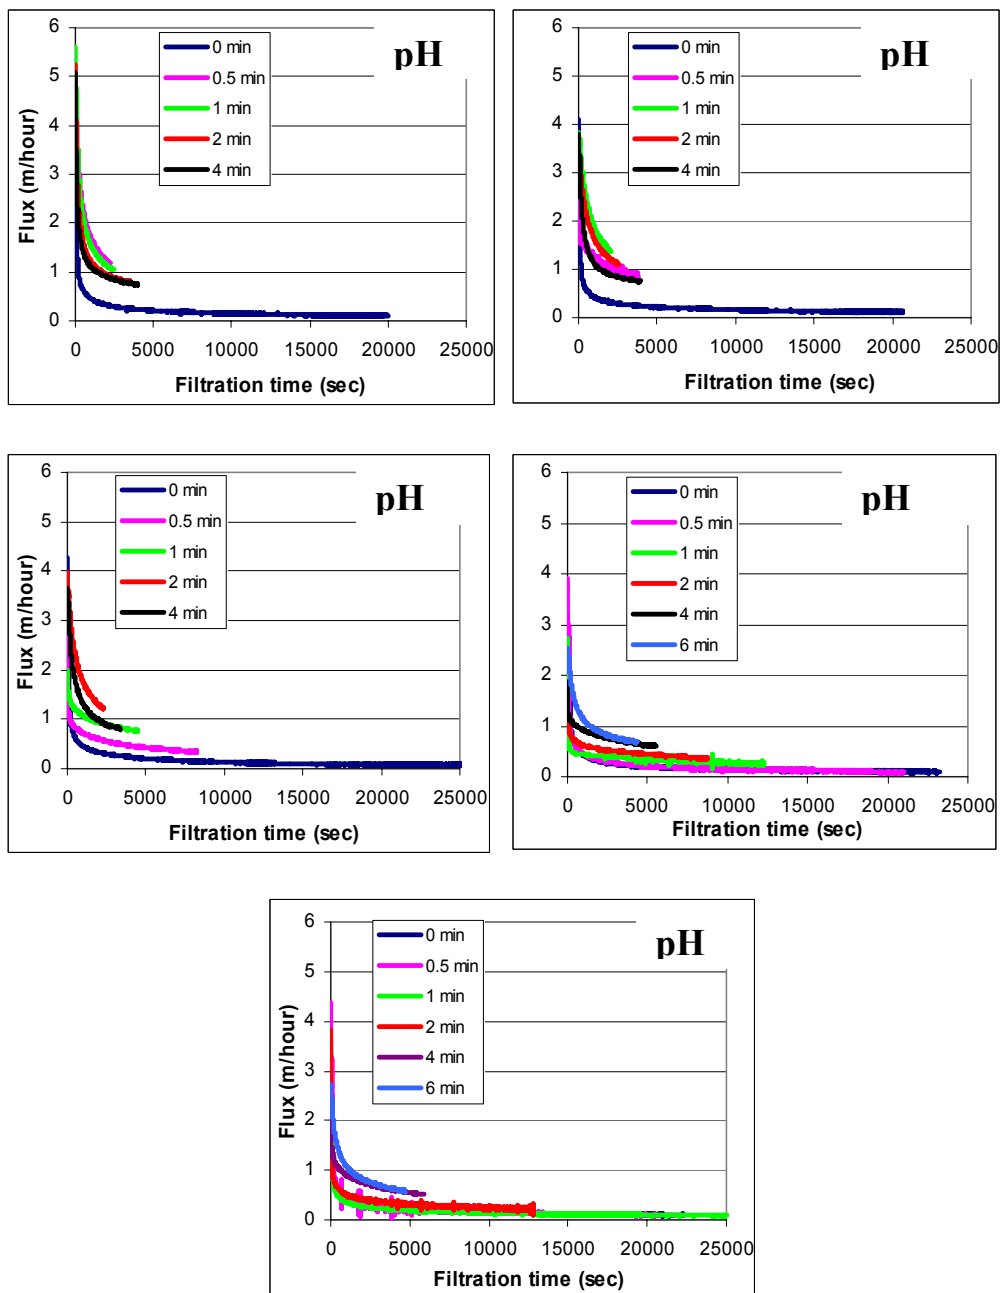 pH
0 min
0.5 min
1 min
2 min
4 min
Flux (m/hour)
6
5
4
3
2
1
0
0 5000 10000 15000 20000 25000
Filtration time (sec)
pH
0 min
0.5 min
1 min
2 min
4 min
6
5
4
3
2
1
0
0 5000 10000 15000 20000 25000
Filtration time (sec)
pH
0 min
0.5 min
1 min
2 min
4 min
Flux (m/hour)
6
5
4
3
2
1
0
0 5000 10000 15000 20000 25000
Filtration time (sec)
pH
0 min
0.5 min
1 min
2 min
4 min
6 min
6
5
4
3
2
1
0
0 5000 10000 15000 20000 25000
Filtration time (sec)
pH
0 min
0.5 min
1 min
2 min
4 min
6 min
Flux (m/hour)
6
5
4
3
2
1
0
0 5000 10000 15000 20000 25000
Filtration time (sec)